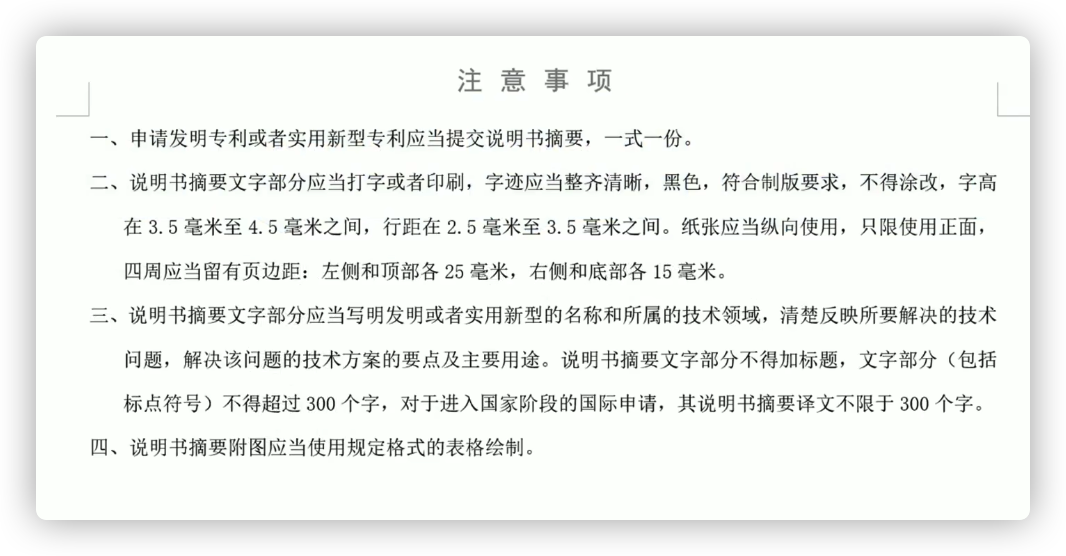 注意事项
一、申请发明专利或者实用新型专利应当提交说明书摘要，一式一份。
二、说明书摘要文字部分应当打字或者印刷，字迹应当整齐清晰，黑色，符合制版要求，不得涂改，字高
在 3.5 毫米至 4.5 毫米之间，行距在 2.5 毫米至 3.5 毫米之间。纸张应当纵向使用，只限使用正面，
四周应当留有页边距：左侧和顶部各 25 毫米，右侧和底部各 15 毫米。
三、说明书摘要文字部分应当写明发明或者实用新型的名称和所属的技术领域，清楚反映所要解决的技术
问题，解决该问题的技术方案的要点及主要用途。说明书摘要文字部分不得加标题，文字部分（包括
标点符号）不得超过 300 个字，对于进入国家阶段的国际申请，其说明书摘要译文不限于 300 个字。
四、说明书摘要附图应当使用规定格式的表格绘制。